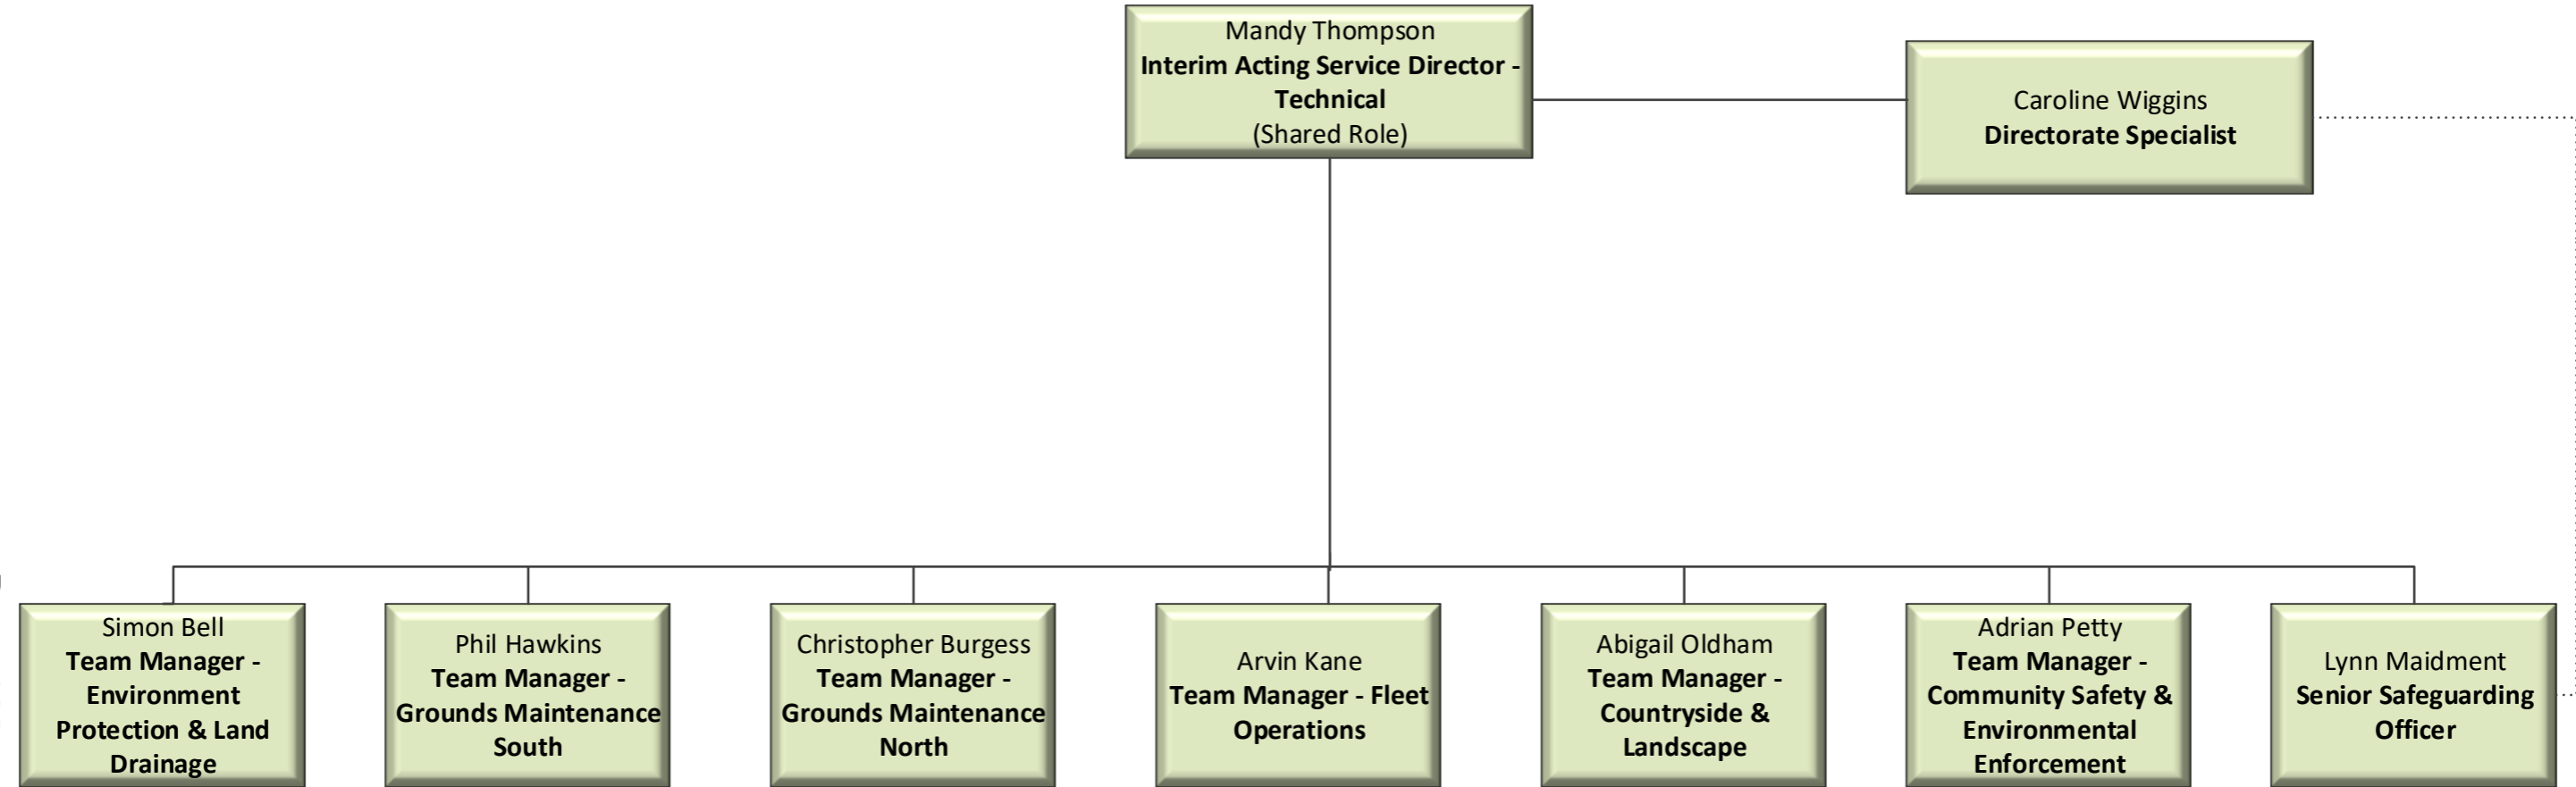 Mandy Thompson
Interim Acting Service Director -
Technical
(Shared Role)
Caroline Wiggins
Directorate Specialist
Simon Bell
Team Manager -
Environment
Protection & Land
Drainage
Phil Hawkins
Team Manager -
Grounds Maintenance
South
Christopher Burgess
Team Manager -
Grounds Maintenance
North
Arvin Kane
Team Manager - Fleet
Operations
Abigail Oldham
Team Manager -
Countryside &
Landscape
Adrian Petty
Team Manager -
Community Safety &
Environmental
Enforcement
Lynn Maidment
Senior Safeguarding
Officer